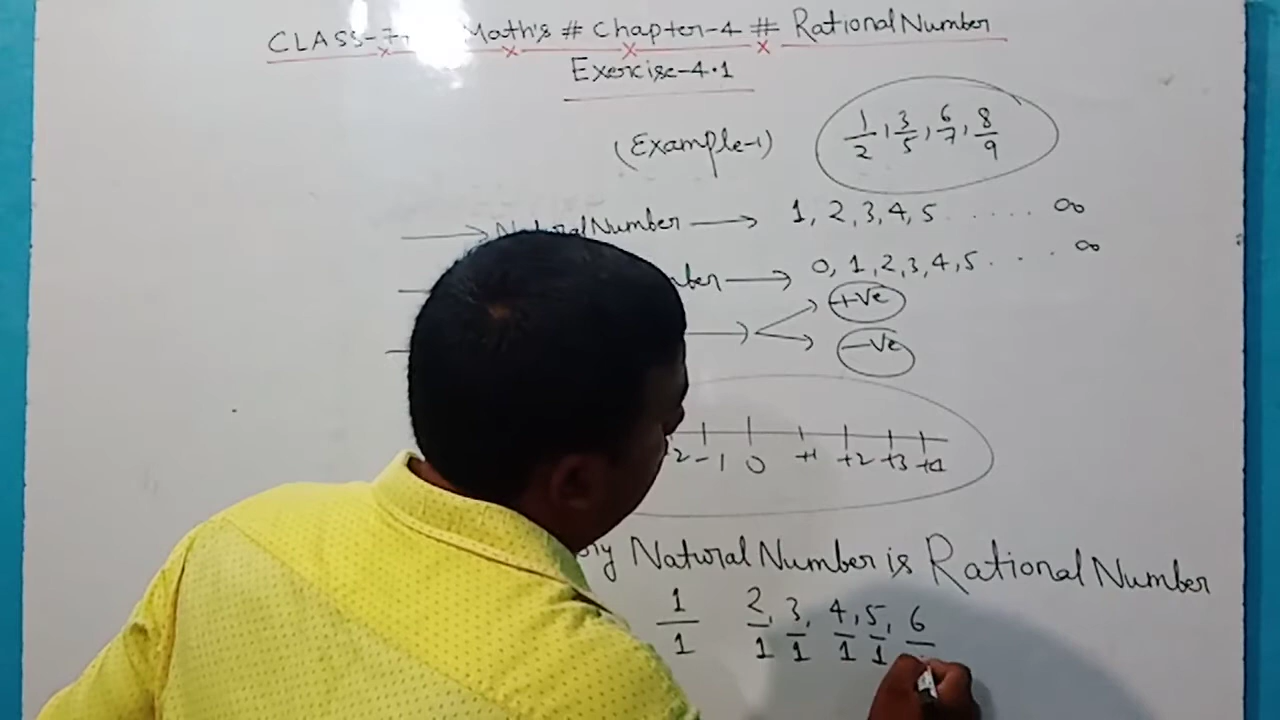 CLASS-7 Math's # Chapter-4 # Rational Number
Exercise-4.1
(Example-1) 1/2, 3/5, 6/7, 8/9
Natural Number → 1, 2, 3, 4, 5 ...... ∞
→ 0, 1, 2, 3, 4, 5 . . . . ∞
+ve
-ve
-1 0 +1 +2 +3 +4
Natural Number is Rational Number
1/1 2/1, 3/1, 4/1, 5/1, 6